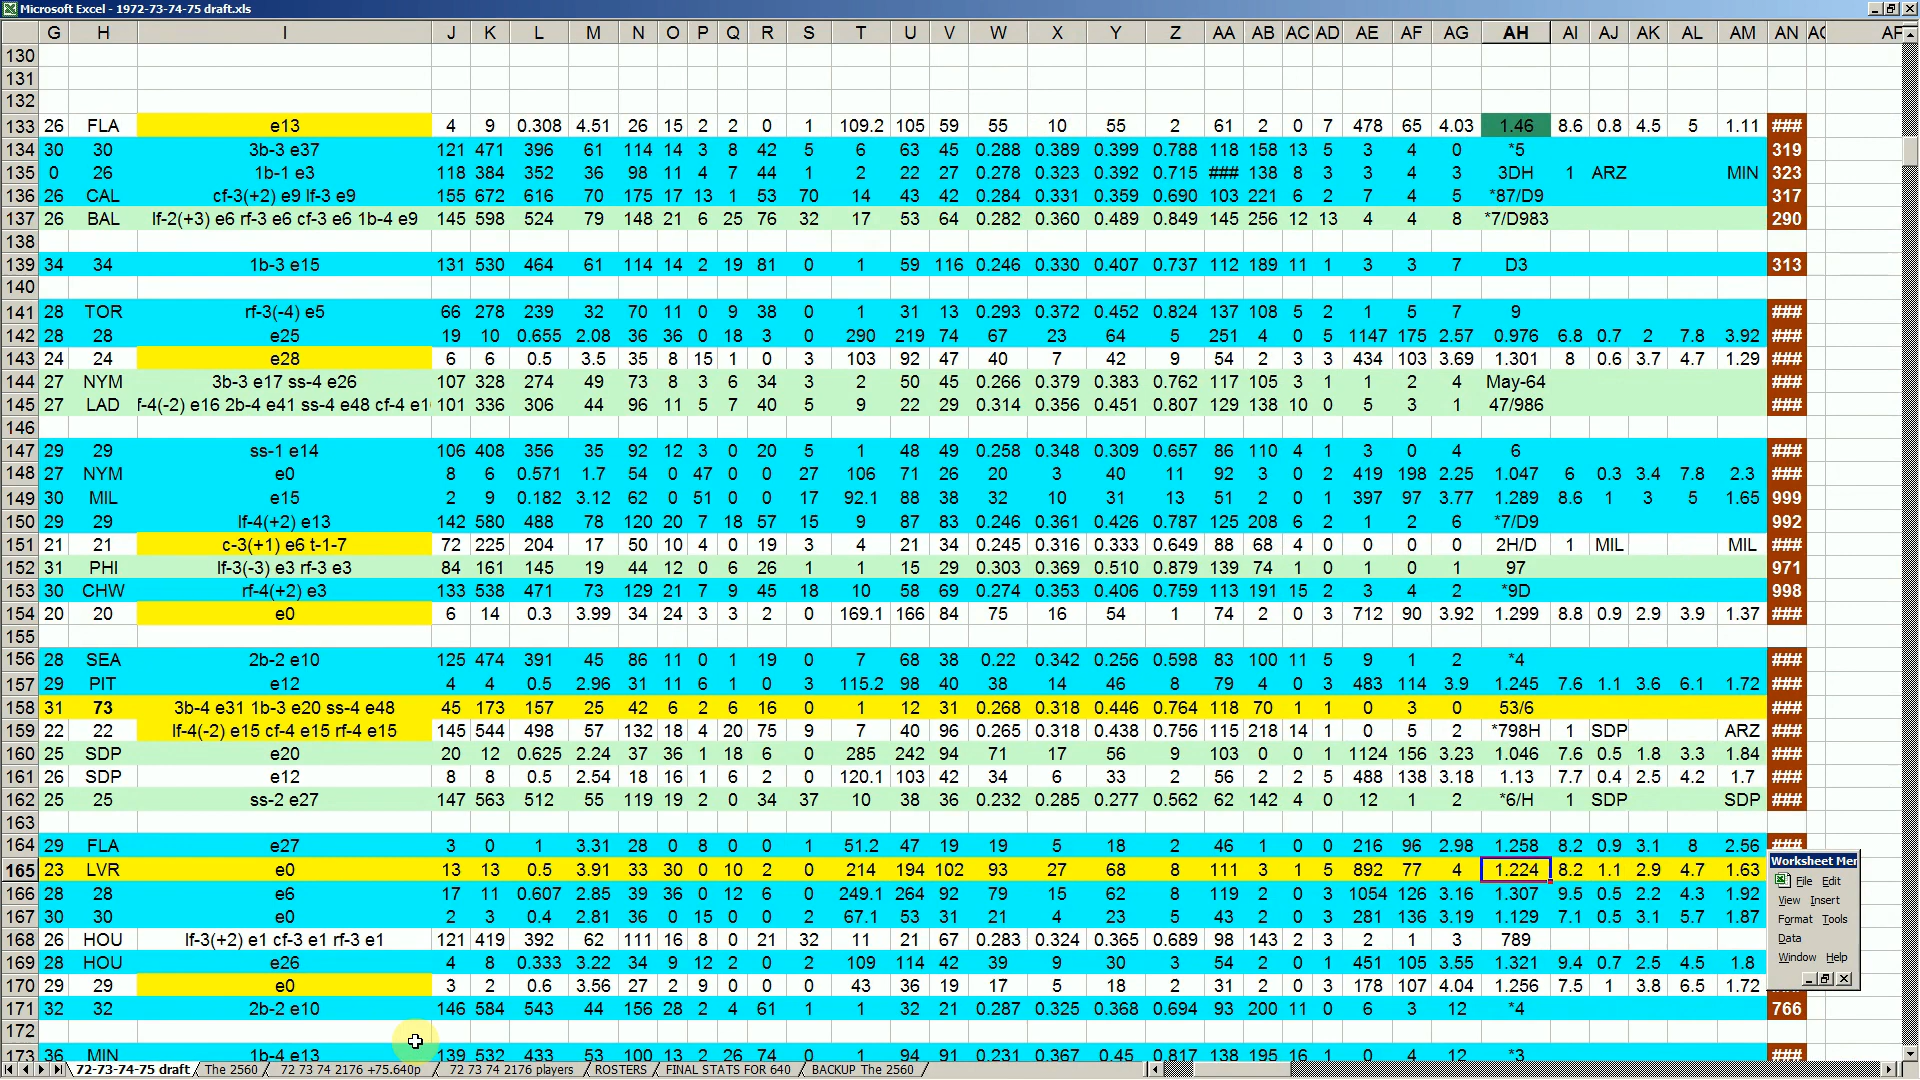 Microsoft Excel - 1972-73-74-75 draft.xls
G H I J K L M N O P Q R S T U V W X Y Z AA AB AC AD AE AF AG AH AI AJ AK AL AM AN
130
131
132
133 26 FLA e13 4 9 0.308 4.51 26 15 2 2 0 1 109.2 105 59 55 10 55 2 61 2 0 7 478 65 4.03 1.46 8.6 0.8 4.5 5 1.11 ###
134 30 30 3b-3 e37 121 471 396 61 114 14 3 8 42 5 6 63 45 0.288 0.389 0.399 0.788 118 158 13 5 3 4 0 *5 319
135 0 26 1b-1 e3 118 384 352 36 98 11 4 7 44 1 2 22 27 0.278 0.323 0.392 0.715 ### 138 8 3 3 4 3 3DH 1 ARZ MIN 323
136 26 CAL cf-3(+2) e9 lf-3 e9 155 672 616 70 175 17 13 1 53 70 14 43 42 0.284 0.331 0.359 0.690 103 221 6 2 7 4 5 *87/D9 317
137 26 BAL lf-2(+3) e6 rf-3 e6 cf-3 e6 1b-4 e9 145 598 524 79 148 21 6 25 76 32 17 53 64 0.282 0.360 0.489 0.849 145 256 12 13 4 4 8 *7/D983 290
138
139 34 34 1b-3 e15 131 530 464 61 114 14 2 19 81 0 1 59 116 0.246 0.330 0.407 0.737 112 189 11 1 3 3 7 D3 313
140
141 28 TOR rf-3(-4) e5 66 278 239 32 70 11 0 9 38 0 1 31 13 0.293 0.372 0.452 0.824 137 108 5 2 1 5 7 9 ###
142 28 28 e25 19 10 0.655 2.08 36 36 0 18 3 0 290 219 74 67 23 64 5 251 4 0 5 1147 175 2.57 0.976 6.8 0.7 2 7.8 3.92 ###
143 24 24 e28 6 6 0.5 3.5 35 8 15 1 0 3 103 92 47 40 7 42 9 54 2 3 3 434 103 3.69 1.301 8 0.6 3.7 4.7 1.29 ###
144 27 NYM 3b-3 e17 ss-4 e26 107 328 274 49 73 8 3 6 34 3 2 50 45 0.266 0.379 0.383 0.762 117 105 3 1 1 2 4 May-64 ###
145 27 LAD f-4(-2) e16 2b-4 e41 ss-4 e48 cf-4 e1 101 336 306 44 96 11 5 7 40 5 9 22 29 0.314 0.356 0.451 0.807 129 138 10 0 5 3 1 47/986 ###
146
147 29 29 ss-1 e14 106 408 356 35 92 12 3 0 20 5 1 48 49 0.258 0.348 0.309 0.657 86 110 4 1 3 0 4 6 ###
148 27 NYM e0 8 6 0.571 1.7 54 0 47 0 0 27 106 71 26 20 3 40 11 92 3 0 2 419 198 2.25 1.047 6 0.3 3.4 7.8 2.3 ###
149 30 MIL e15 2 9 0.182 3.12 62 0 51 0 0 17 92.1 88 38 32 10 31 13 51 2 0 1 397 97 3.77 1.289 8.6 1 3 5 1.65 999
150 29 29 lf-4(+2) e13 142 580 488 78 120 20 7 18 57 15 9 87 83 0.246 0.361 0.426 0.787 125 208 6 2 1 2 6 *7/D9 992
151 21 21 c-3(+1) e6 t-1-7 72 225 204 17 50 10 4 0 19 3 4 21 34 0.245 0.316 0.333 0.649 88 68 4 0 0 0 0 2H/D 1 MIL MIL ###
152 31 PHI lf-3(-3) e3 rf-3 e3 84 161 145 19 44 12 0 6 26 1 1 15 29 0.303 0.369 0.510 0.879 139 74 1 0 1 0 1 97 971
153 30 CHW rf-4(+2) e3 133 538 471 73 129 21 7 9 45 18 10 58 69 0.274 0.353 0.406 0.759 113 191 15 2 3 4 2 *9D 998
154 20 20 e0 6 14 0.3 3.99 34 24 3 3 2 0 169.1 166 84 75 16 54 1 74 2 0 3 712 90 3.92 1.299 8.8 0.9 2.9 3.9 1.37 ###
155
156 28 SEA 2b-2 e10 125 474 391 45 86 11 0 1 19 0 7 68 38 0.22 0.342 0.256 0.598 83 100 11 5 9 1 2 *4 ###
157 29 PIT e12 4 4 0.5 2.96 31 11 6 1 0 3 115.2 98 40 38 14 46 8 79 4 0 3 483 114 3.9 1.245 7.6 1.1 3.6 6.1 1.72 ###
158 31 73 3b-4 e31 1b-3 e20 ss-4 e48 45 173 157 25 42 6 2 6 16 0 1 12 31 0.268 0.318 0.446 0.764 118 70 1 1 0 3 0 53/6 ###
159 22 22 lf-4(-2) e15 cf-4 e15 rf-4 e15 145 544 498 57 132 18 4 20 75 9 7 40 96 0.265 0.318 0.438 0.756 115 218 14 1 0 5 2 *798H 1 SDP ARZ ###
160 25 SDP e20 20 12 0.625 2.24 37 36 1 18 6 0 285 242 94 71 17 56 9 103 0 0 1 1124 156 3.23 1.046 7.6 0.5 1.8 3.3 1.84 ###
161 26 SDP e12 8 8 0.5 2.54 18 16 1 6 2 0 120.1 103 42 34 6 33 2 56 2 2 5 488 138 3.18 1.13 7.7 0.4 2.5 4.2 1.7 ###
162 25 25 ss-2 e27 147 563 512 55 119 19 2 0 34 37 10 38 36 0.232 0.285 0.277 0.562 62 142 4 0 12 1 2 *6/H 1 SDP SDP ###
163
164 29 FLA e27 3 0 1 3.31 28 0 8 0 0 1 51.2 47 19 19 5 18 2 46 1 0 0 216 96 2.98 1.258 8.2 0.9 3.1 8 2.56 ###
165 23 LVR e0 13 13 0.5 3.91 33 30 0 10 2 0 214 194 102 93 27 68 8 111 3 1 5 892 77 4 1.224 8.2 1.1 2.9 4.7 1.63
166 28 28 e6 17 11 0.607 2.85 39 36 0 12 6 0 249.1 264 92 79 15 62 8 119 2 0 3 1054 126 3.16 1.307 9.5 0.5 2.2 4.3 1.92
167 30 30 e0 2 3 0.4 2.81 36 0 15 0 0 2 67.1 53 31 21 4 23 5 43 2 0 3 281 136 3.19 1.129 7.1 0.5 3.1 5.7 1.87
168 26 HOU lf-3(+2) e1 cf-3 e1 rf-3 e1 121 419 392 62 111 16 8 0 21 32 11 21 67 0.283 0.324 0.365 0.689 98 143 2 3 2 1 3 789
169 28 HOU e26 4 8 0.333 3.22 34 9 12 2 0 2 109 114 42 39 9 30 3 54 2 0 1 451 105 3.55 1.321 9.4 0.7 2.5 4.5 1.8
170 29 29 e0 3 2 0.6 3.56 27 2 9 0 0 0 43 36 19 17 5 18 2 31 2 0 3 178 107 4.04 1.256 7.5 1 3.8 6.5 1.72
171 32 32 2b-2 e10 146 584 543 44 156 28 2 4 61 1 1 32 21 0.287 0.325 0.368 0.694 93 200 11 0 6 3 12 *4 766
172
173 36 MIN 1b-4 e13 139 532 433 53 100 13 2 26 74 0 1 94 91 0.231 0.367 0.45 0.817 138 195 16 1 0 4 12 *3 ###
Worksheet Mer
File Edit
View Insert
Format Tools
Data
Window Help
72-73-74-75 draft The 2560 72 73 74 2176 +75.640p 72 73 74 2176 players ROSTERS FINAL STATS FOR 640 BACKUP The 2560